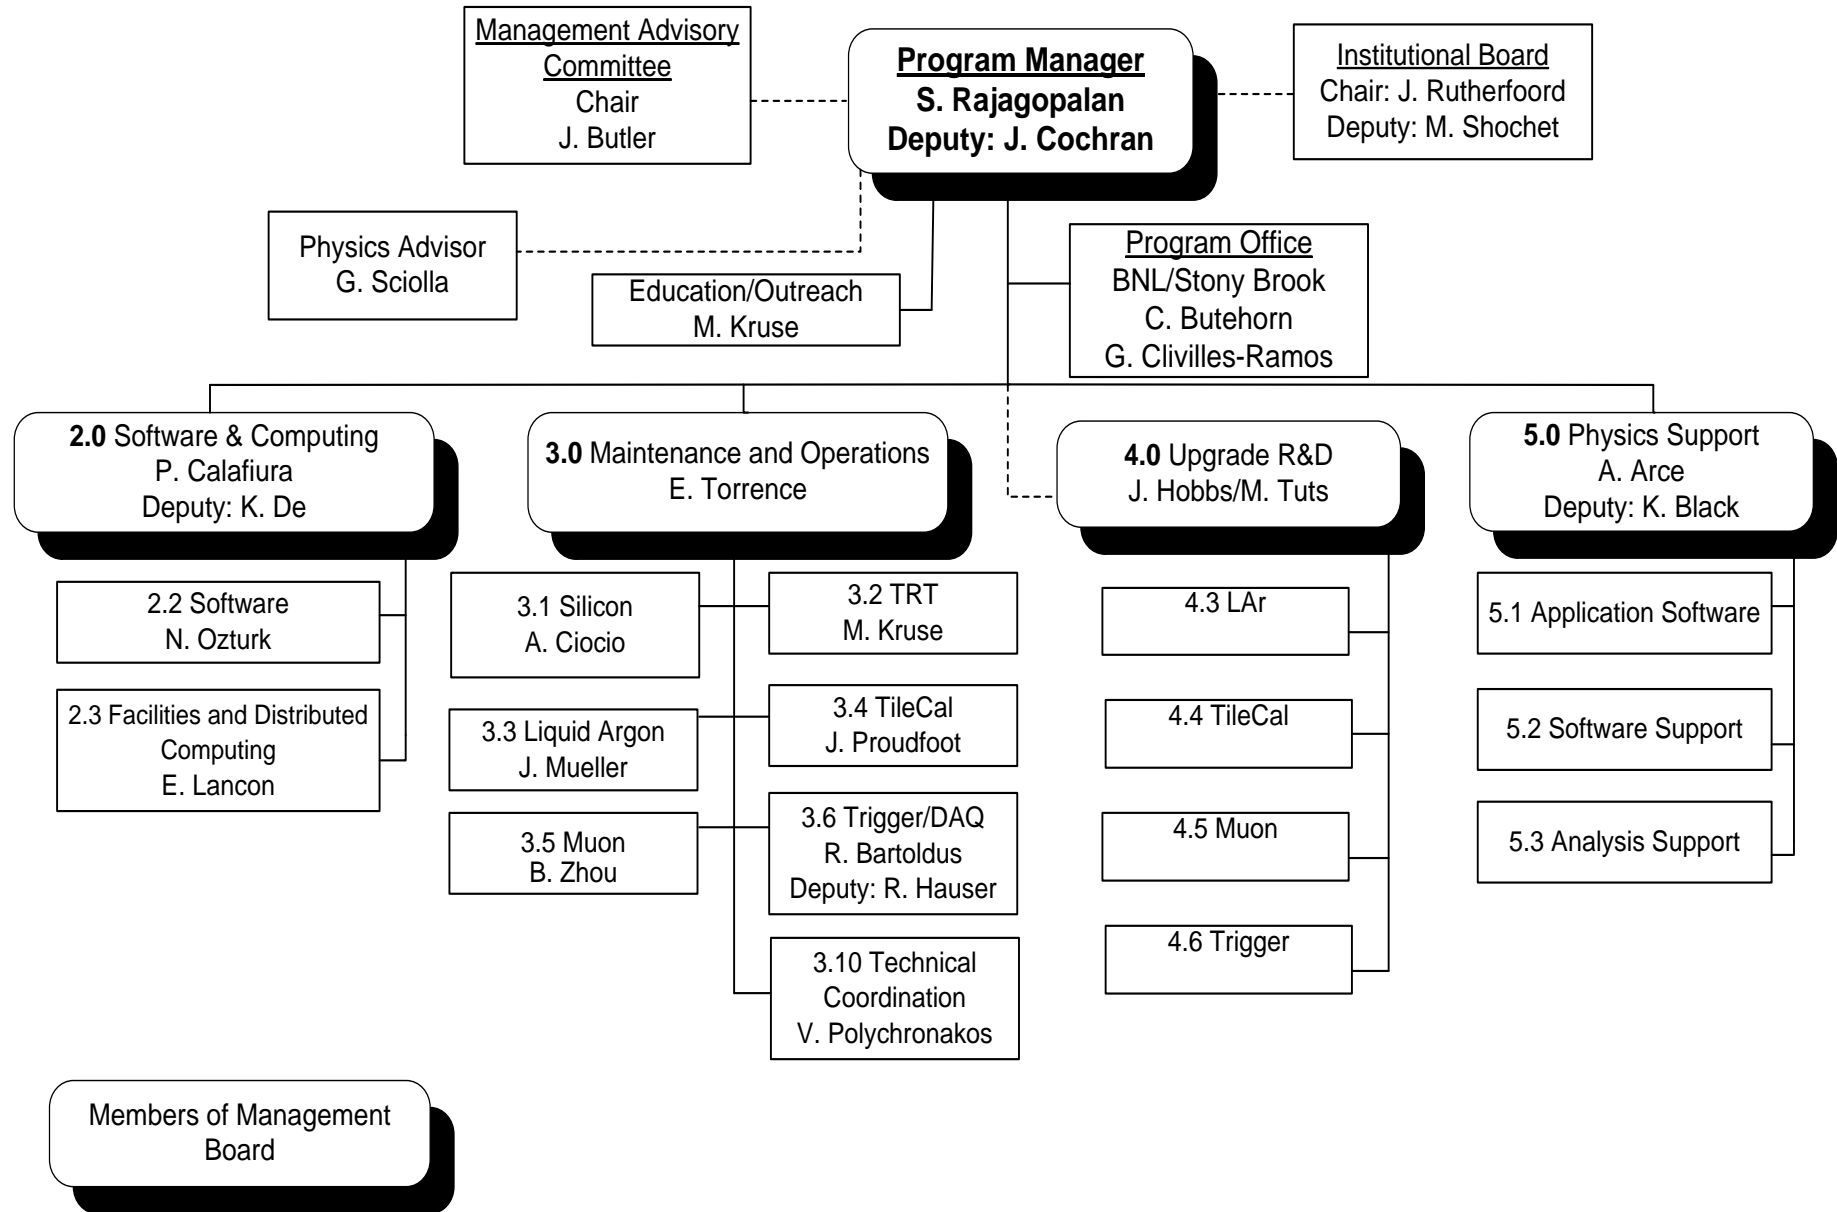 Management Advisory
Committee
Chair
J. Butler
Program Manager
S. Rajagopalan
Deputy: J. Cochran
Institutional Board
Chair: J. Rutherfoord
Deputy: M. Shochet
Physics Advisor
G. Sciolla
Education/Outreach
M. Kruse
Program Office
BNL/Stony Brook
C. Butehorn
G. Clivilles-Ramos
2.0 Software & Computing
P. Calafiura
Deputy: K. De
3.0 Maintenance and Operations
E. Torrence
4.0 Upgrade R&D
J. Hobbs/M. Tuts
5.0 Physics Support
A. Arce
Deputy: K. Black
2.2 Software
N. Ozturk
2.3 Facilities and Distributed
Computing
E. Lancon
3.1 Silicon
A. Ciocio
3.2 TRT
M. Kruse
3.3 Liquid Argon
J. Mueller
3.4 TileCal
J. Proudfoot
3.5 Muon
B. Zhou
3.6 Trigger/DAQ
R. Bartoldus
Deputy: R. Hauser
3.10 Technical
Coordination
V. Polychronakos
4.3 LAr
4.4 TileCal
4.5 Muon
4.6 Trigger
5.1 Application Software
5.2 Software Support
5.3 Analysis Support
Members of Management
Board